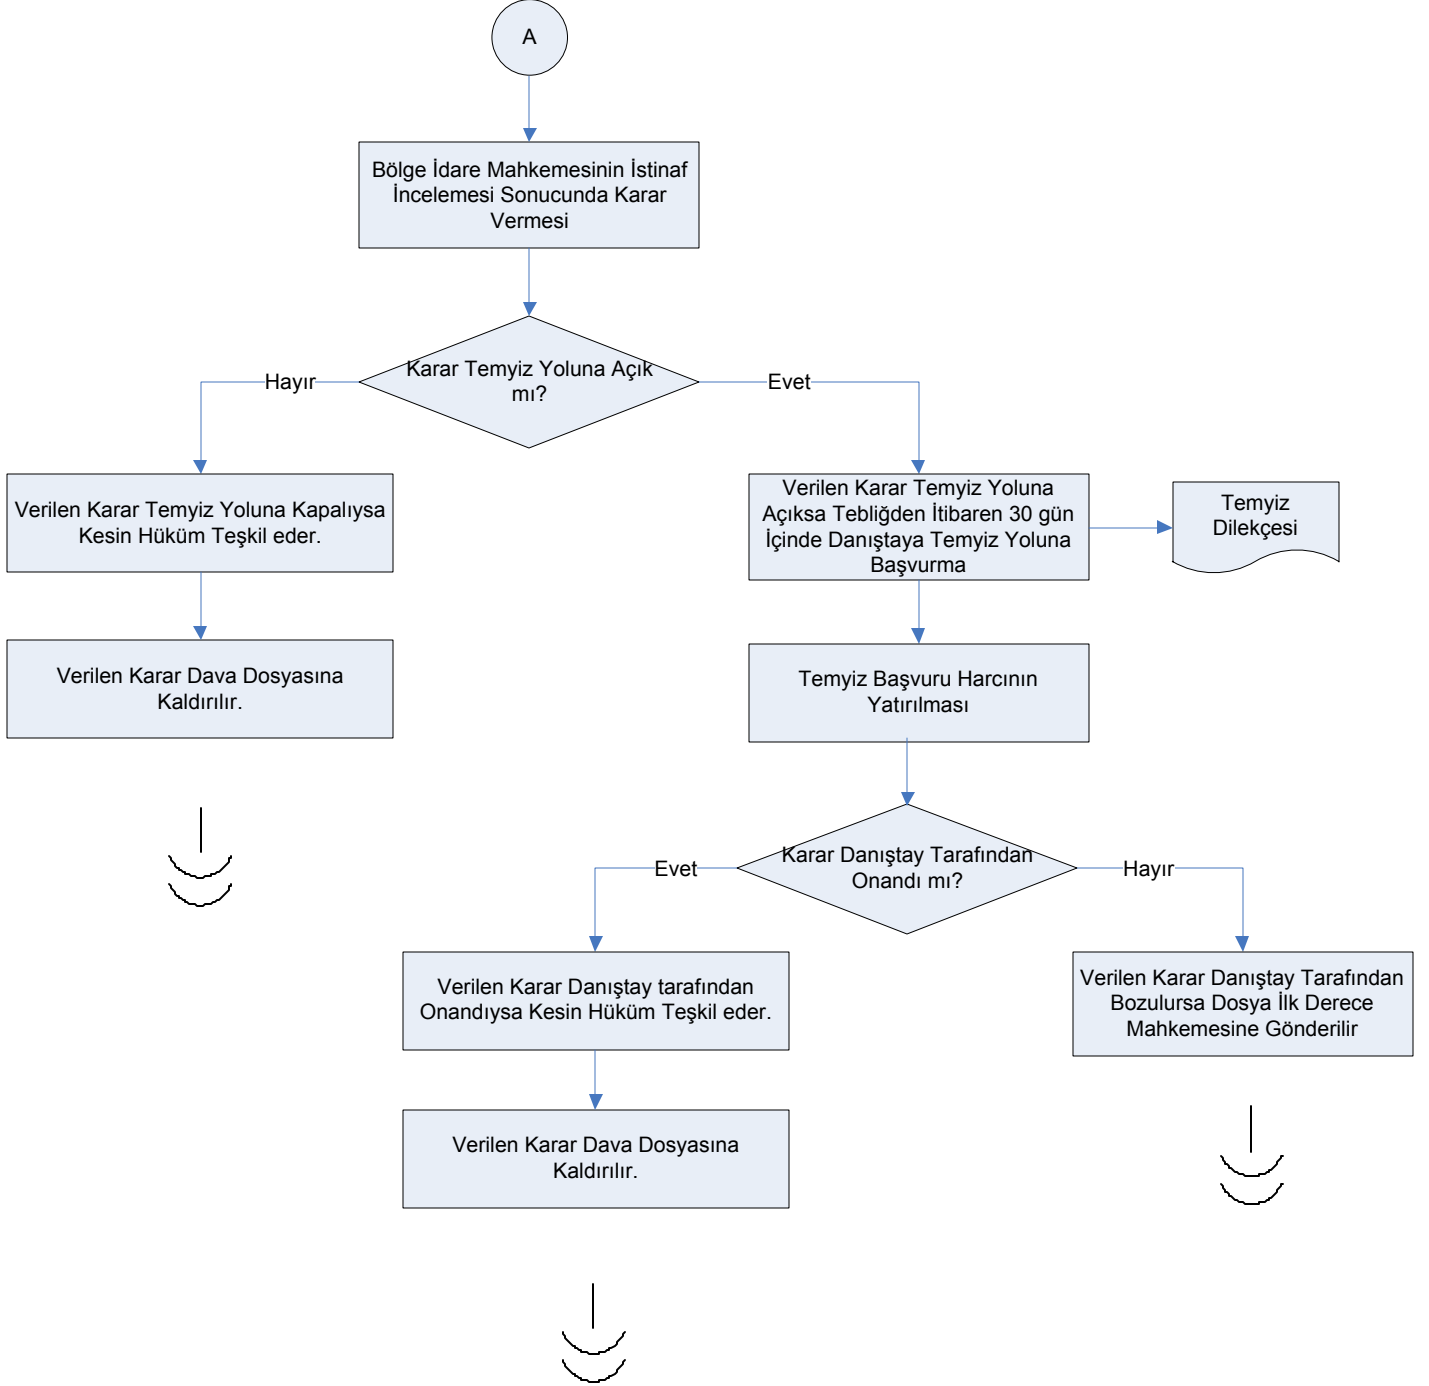 A
Bölge İdare Mahkemesinin İstinaf
İncelemesi Sonucunda Karar
Vermesi
Karar Temyiz Yoluna Açık
mı?
Hayır
Evet
Verilen Karar Temyiz Yoluna Kapalıysa
Kesin Hüküm Teşkil eder.
Verilen Karar Temyiz Yoluna
Açıksa Tebliğden İtibaren 30 gün
İçinde Danıştaya Temyiz Yoluna
Başvurma
Temyiz
Dilekçesi
Verilen Karar Dava Dosyasına
Kaldırılır.
Temyiz Başvuru Harcının
Yatırılması
Karar Danıştay Tarafından
Onandı mı?
Evet
Hayır
Verilen Karar Danıştay tarafından
Onandıysa Kesin Hüküm Teşkil eder.
Verilen Karar Danıştay Tarafından
Bozulursa Dosya İlk Derece
Mahkemesine Gönderilir
Verilen Karar Dava Dosyasına
Kaldırılır.